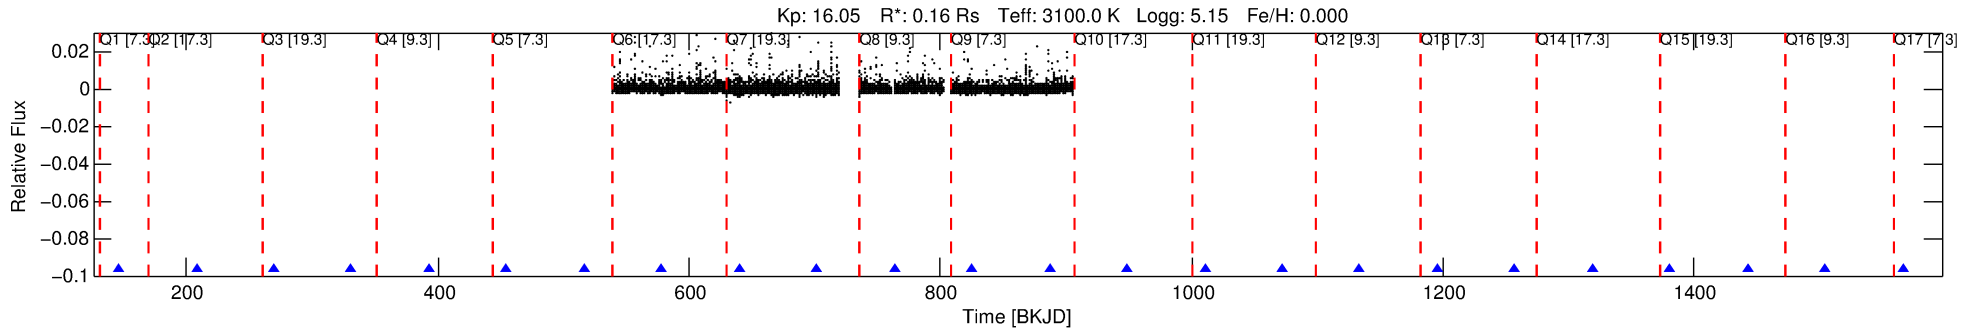 Kp: 16.05 R*: 0.16 Rs Teff: 3100.0 K Logg: 5.15 Fe/H: 0.000
Q1 [7.3] Q2 [17.3] Q3 [19.3] Q4 [9.3] Q5 [7.3] Q6 [17.3] Q7 [19.3] Q8 [9.3] Q9 [7.3] Q10 [17.3] Q11 [19.3] Q12 [9.3] Q13 [7.3] Q14 [17.3] Q15 [19.3] Q16 [9.3] Q17 [7.3]
0.02
0
−0.02
−0.04
−0.06
−0.08
−0.1
Relative Flux
200 400 600 800 1000 1200 1400
Time [BKJD]